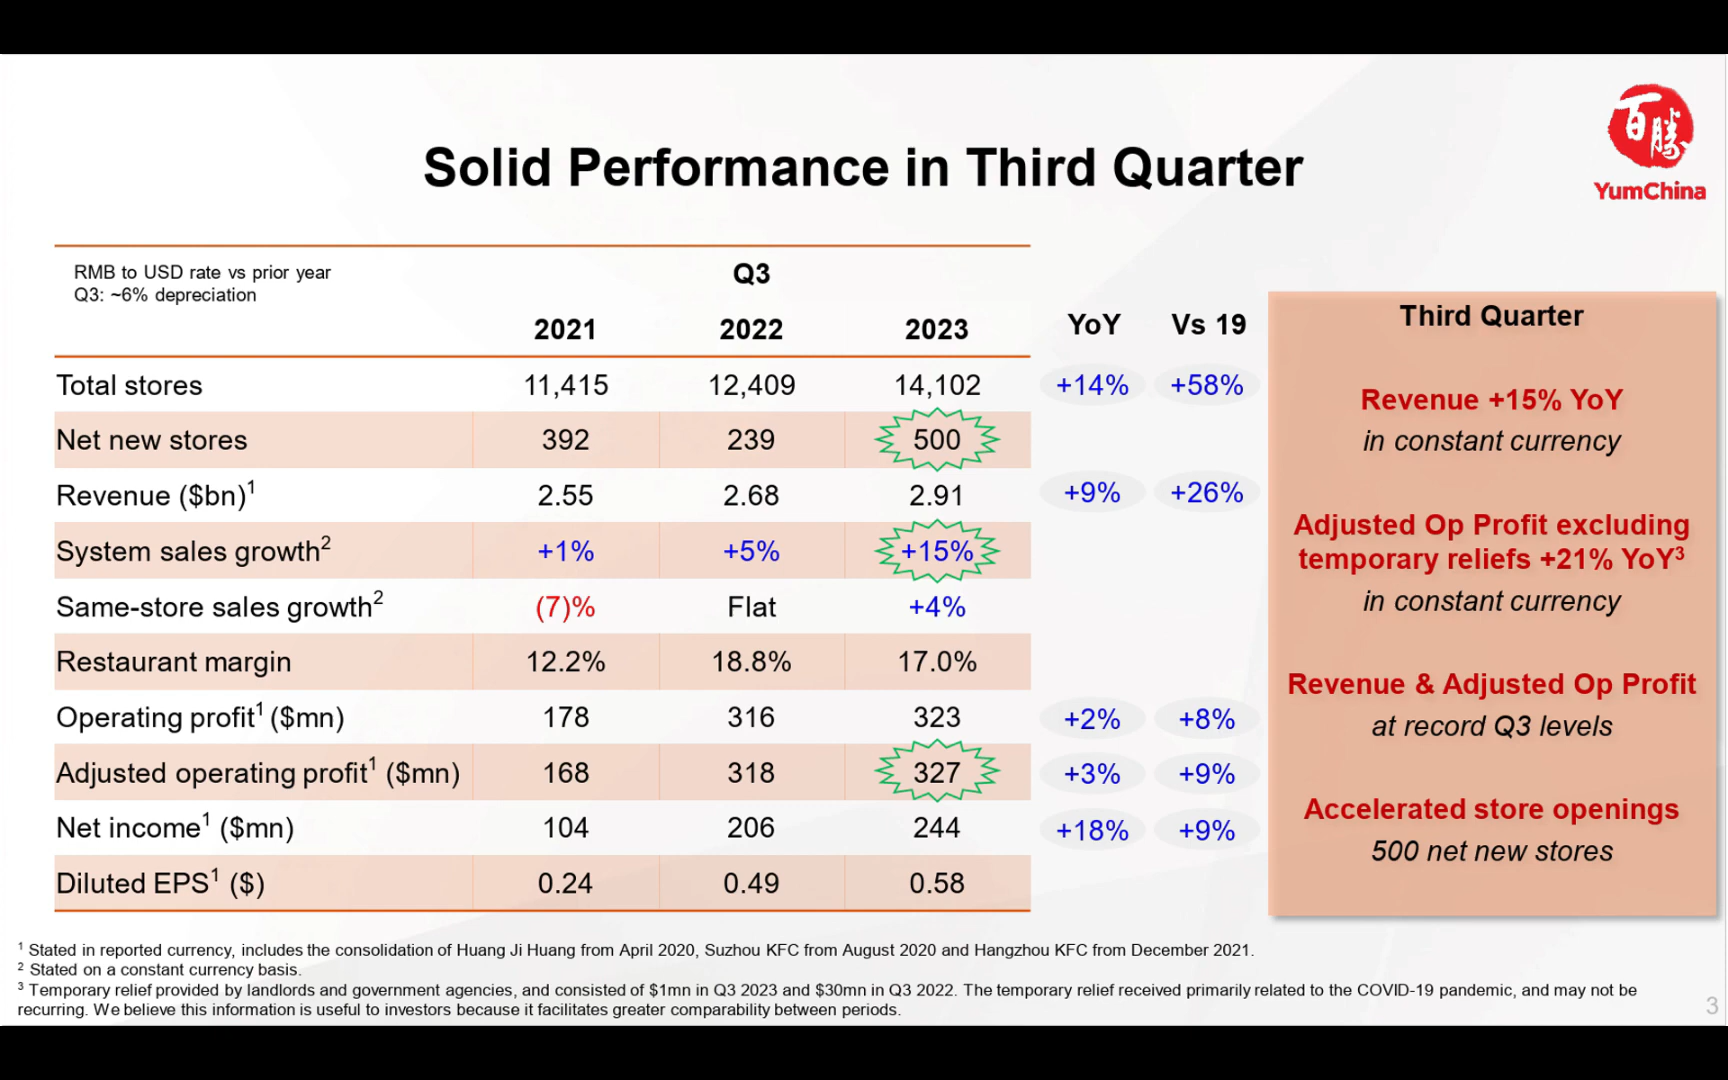 百勝
YumChina
Solid Performance in Third Quarter
RMB to USD rate vs prior year
Q3: ~6% depreciation
Q3
2021 2022 2023 YoY Vs 19
Total stores 11,415 12,409 14,102 +14% +58%
Net new stores 392 239 500
Revenue ($bn)1 2.55 2.68 2.91 +9% +26%
System sales growth2 +1% +5% +15%
Same-store sales growth2 (7)% Flat +4%
Restaurant margin 12.2% 18.8% 17.0%
Operating profit1 ($mn) 178 316 323 +2% +8%
Adjusted operating profit1 ($mn) 168 318 327 +3% +9%
Net income1 ($mn) 104 206 244 +18% +9%
Diluted EPS1 ($) 0.24 0.49 0.58
Third Quarter
Revenue +15% YoY
in constant currency
Adjusted Op Profit excluding
temporary reliefs +21% YoY3
in constant currency
Revenue & Adjusted Op Profit
at record Q3 levels
Accelerated store openings
500 net new stores
1 Stated in reported currency, includes the consolidation of Huang Ji Huang from April 2020, Suzhou KFC from August 2020 and Hangzhou KFC from December 2021.
2 Stated on a constant currency basis.
3 Temporary relief provided by landlords and government agencies, and consisted of $1mn in Q3 2023 and $30mn in Q3 2022. The temporary relief received primarily related to the COVID-19 pandemic, and may not be
recurring. We believe this information is useful to investors because it facilitates greater comparability between periods.
3